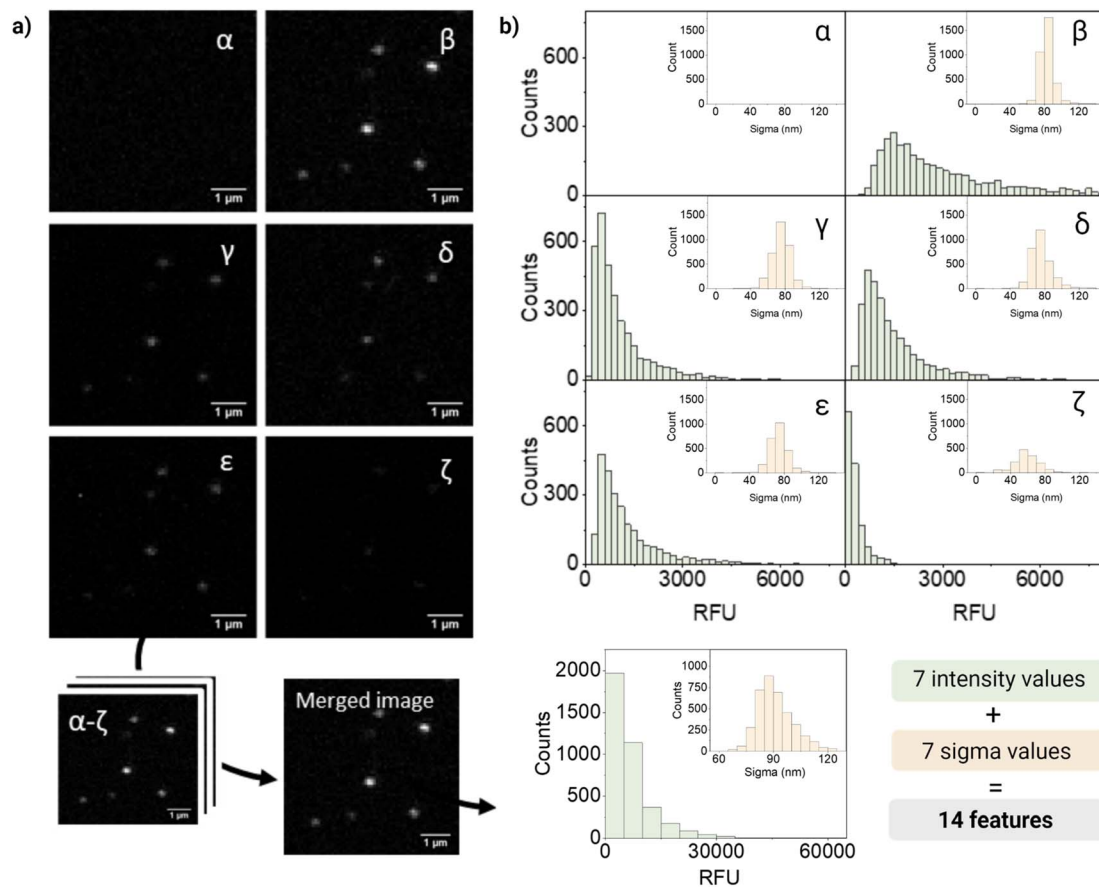 a)
α
1 µm
β
1 µm
γ
1 µm
δ
1 µm
ε
1 µm
ζ
1 µm
α-ζ
1 µm
Merged image
1 µm
b)
Counts
600
300
0
α
Count
1500
1000
500
0
0 40 80 120
Sigma (nm)
β
Count
1500
1000
500
0
0 40 80 120
Sigma (nm)
Counts
600
300
0
γ
Count
1500
1000
500
0
0 40 80 120
Sigma (nm)
δ
Count
1500
1000
500
0
0 40 80 120
Sigma (nm)
Counts
600
300
0
ε
Count
1500
1000
500
0
0 40 80 120
Sigma (nm)
ζ
Count
1500
1000
500
0
0 40 80 120
Sigma (nm)
0 3000 6000
RFU
0 3000 6000
RFU
Counts
2000
1500
1000
500
0
Counts
1000
750
500
250
0
60 90 120
Sigma (nm)
0 30000 60000
RFU
7 intensity values
+
7 sigma values
=
14 features